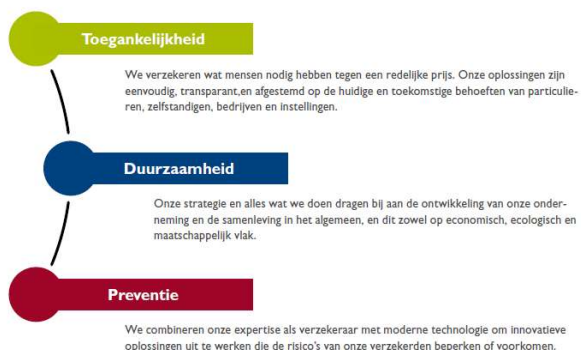 Toegankelijkheid
We verzekeren wat mensen nodig hebben tegen een redelijke prijs. Onze oplossingen zijn
eenvoudig, transparant,en afgestemd op de huidige en toekomstige behoeften van particulie-
ren, zelfstandigen, bedrijven en instellingen.
Duurzaamheid
Onze strategie en alles wat we doen dragen bij aan de ontwikkeling van onze onder-
neming en de samenleving in het algemeen, en dit zowel op economisch, ecologisch en
maatschappelijk vlak.
Preventie
We combineren onze expertise als verzekeraar met moderne technologie om innovatieve
oplossingen uit te werken die de risico's van onze verzekerden beperken of voorkomen.